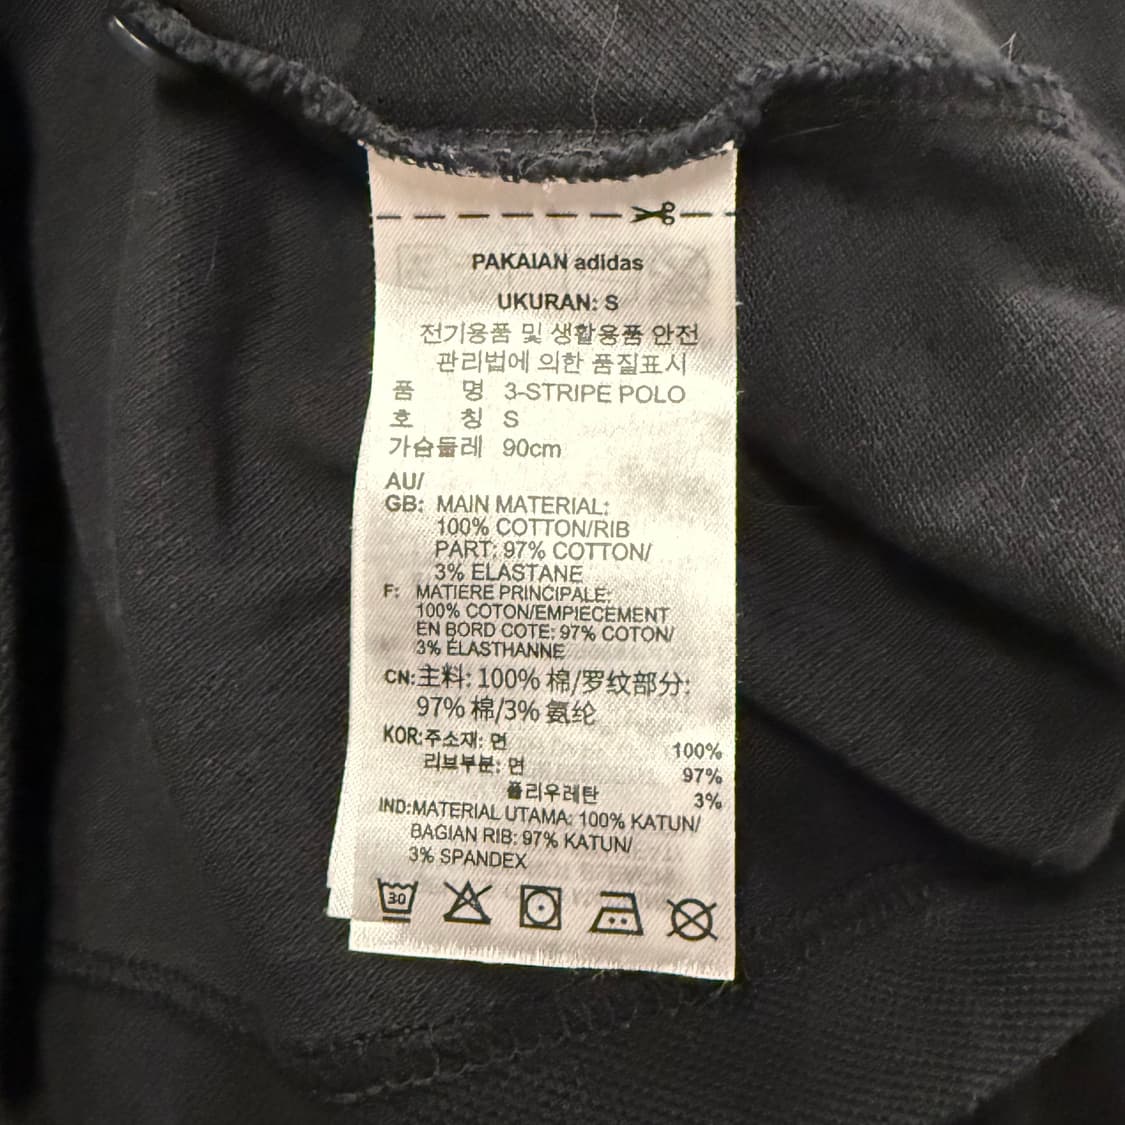 PAKAIAN adidas
UKURAN: S
전기용품 및 생활용품 안전
관리법에 의한 품질표시
품 명 3-STRIPE POLO
호 칭 S
가슴둘레 90cm
AU/
GB: MAIN MATERIAL:
100% COTTON/RIB
PART: 97% COTTON/
3% ELASTANE
F: MATIERE PRINCIPALE:
100% COTON/EMPIECEMENT
EN BORD COTE: 97% COTON/
3% ELASTHANNE
CN: 主料: 100% 棉/罗纹部分:
97% 棉/3% 氨纶
KOR: 주소재: 면 100%
리브부분: 면 97%
폴리우레탄 3%
IND: MATERIAL UTAMA: 100% KATUN/
BAGIAN RIB: 97% KATUN/
3% SPANDEX
30